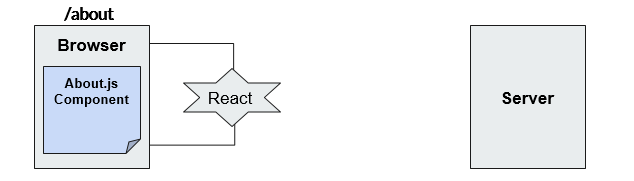 /about
Browser
About.js
Component
React
Server